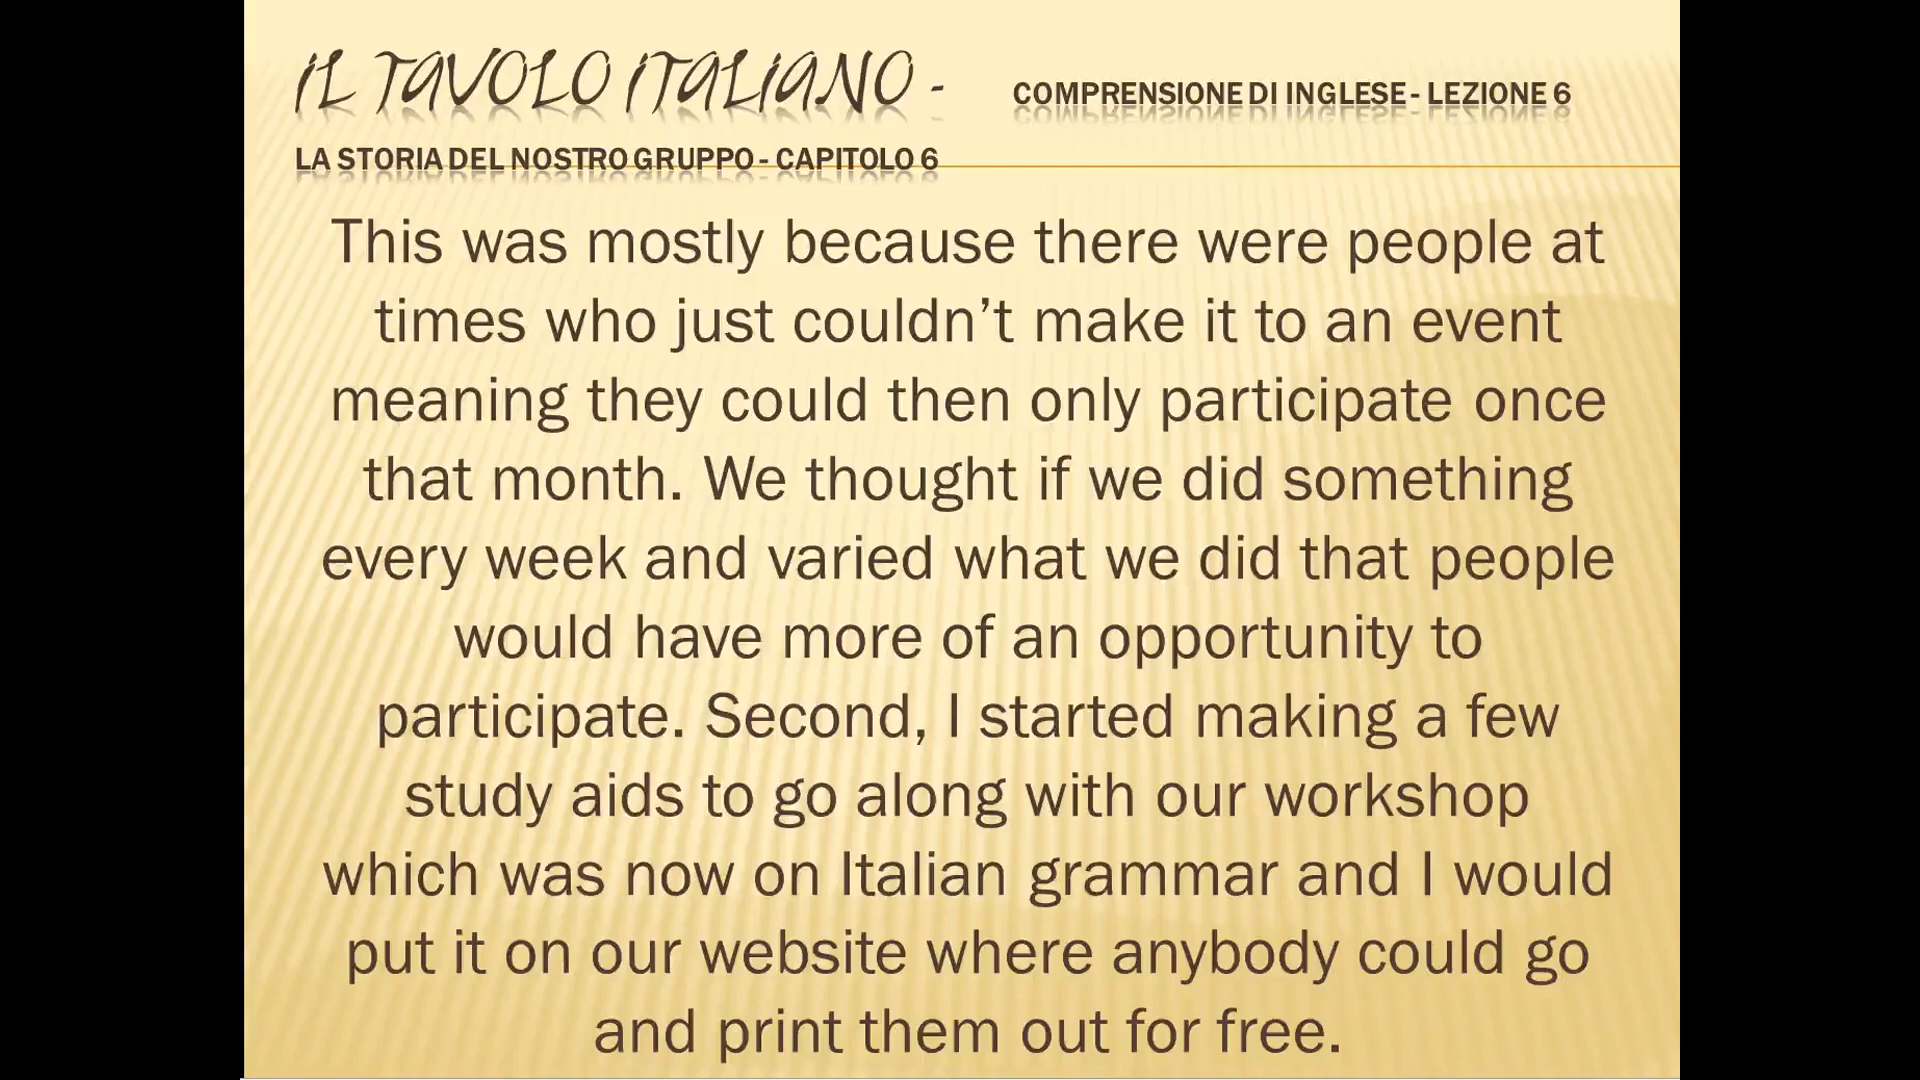 IL TAVOLO ITALIANO - COMPRENSIONE DI INGLESE - LEZIONE 6
LA STORIA DEL NOSTRO GRUPPO - CAPITOLO 6
This was mostly because there were people at
times who just couldn’t make it to an event
meaning they could then only participate once
that month. We thought if we did something
every week and varied what we did that people
would have more of an opportunity to
participate. Second, I started making a few
study aids to go along with our workshop
which was now on Italian grammar and I would
put it on our website where anybody could go
and print them out for free.